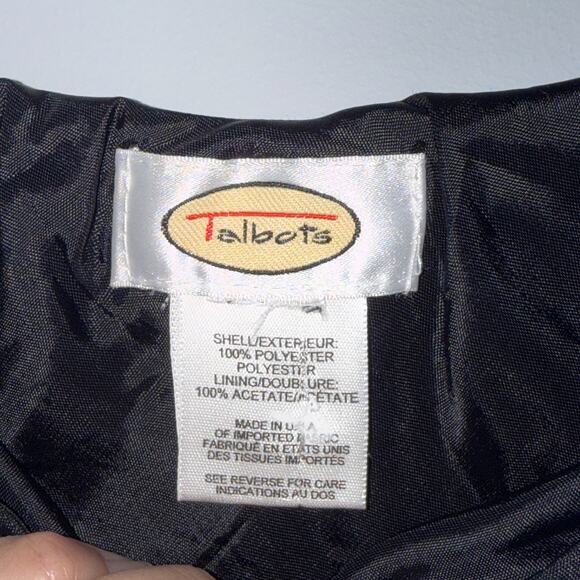 Talbots
SHELL/EXTERIEUR:
100% POLYESTER
POLYESTER
LINING/DOUBLURE:
100% ACETATE/ACÉTATE
MADE IN U.S.A
OF IMPORTED FABRIC
FABRIQUÉ EN ÉTATS UNIS
DES TISSUES IMPORTÉS
SEE REVERSE FOR CARE
INDICATIONS AU DOS